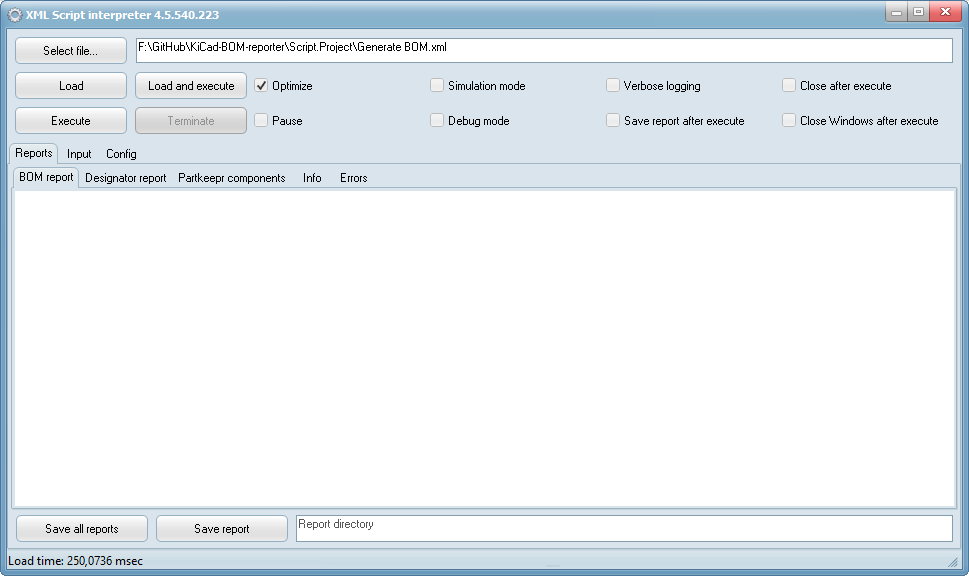 XML Script interpreter 4.5.540.223
Select file...
F:\GitHub\KiCad-BOM-reporter\Script.Project\Generate BOM.xml
Load
Load and execute
Optimize
Simulation mode
Verbose logging
Close after execute
Execute
Terminate
Pause
Debug mode
Save report after execute
Close Windows after execute
Reports
Input
Config
BOM report
Designator report
Partkeepr components
Info
Errors
Save all reports
Save report
Report directory
Load time: 250,0736 msec